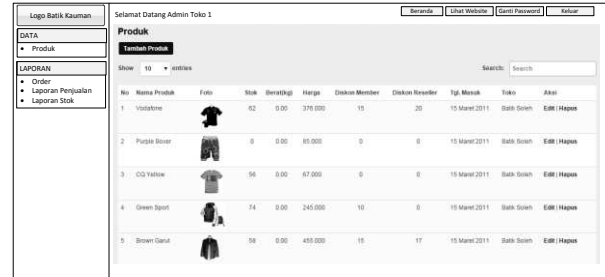 Logo Batik Kauman
Selamat Datang Admin Toko 1
Beranda
Lihat Website
Ganti Password
Keluar
DATA
• Produk
LAPORAN
• Order
• Laporan Penjualan
• Laporan Stok
Produk
Tambah Produk
Show 10 entries
Search: Search
No Nama Produk Foto Stok Berat(kg) Harga Diskon Member Diskon Reseller Tgl. Masuk Toko Aksi
1 Vodafone 62 0.00 376.000 15 20 15 Maret 2011 Batik Soleh Edit | Hapus
2 Purple Boxer 0 0.00 85.000 0 0 15 Maret 2011 Batik Soleh Edit | Hapus
3 CQ Yellow 56 0.00 67.000 0 0 15 Maret 2011 Batik Soleh Edit | Hapus
4 Green Sport 74 0.00 245.000 10 0 15 Maret 2011 Batik Soleh Edit | Hapus
5 Brown Garut 58 0.00 455.000 15 17 15 Maret 2011 Batik Soleh Edit | Hapus